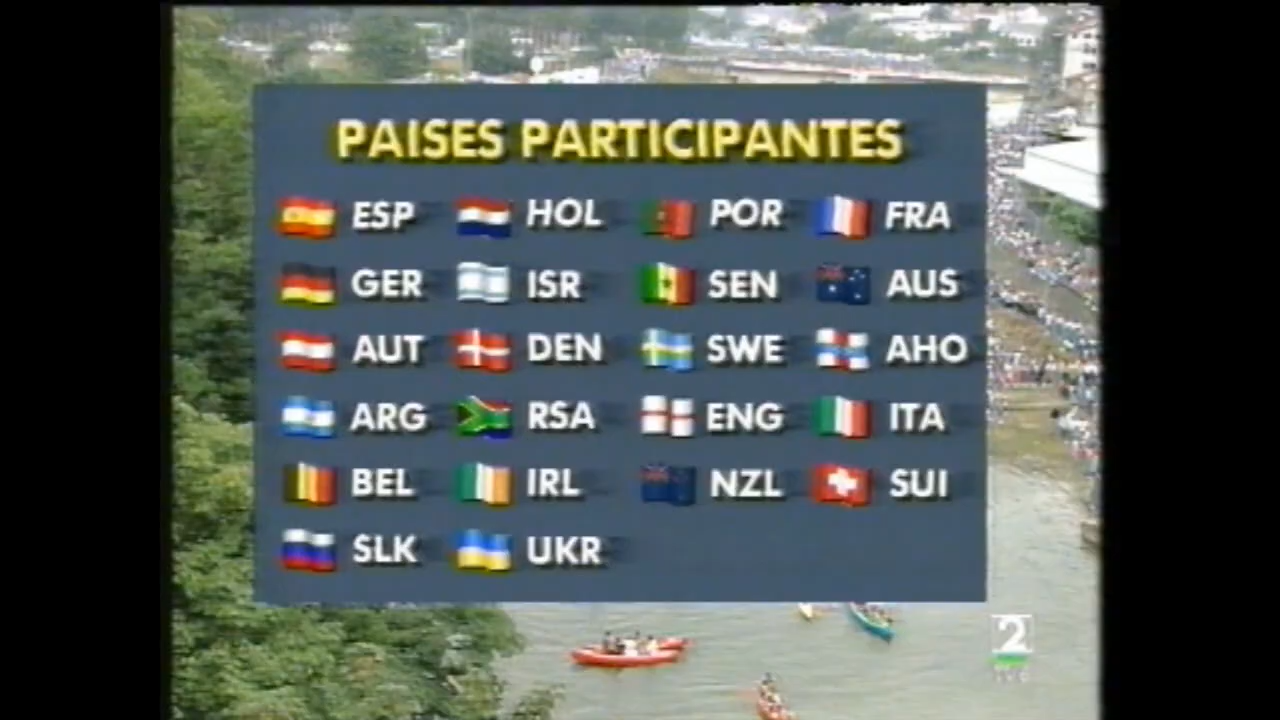 PAISES PARTICIPANTES
ESP HOL POR FRA
GER ISR SEN AUS
AUT DEN SWE AHO
ARG RSA ENG ITA
BEL IRL NZL SUI
SLK UKR
2